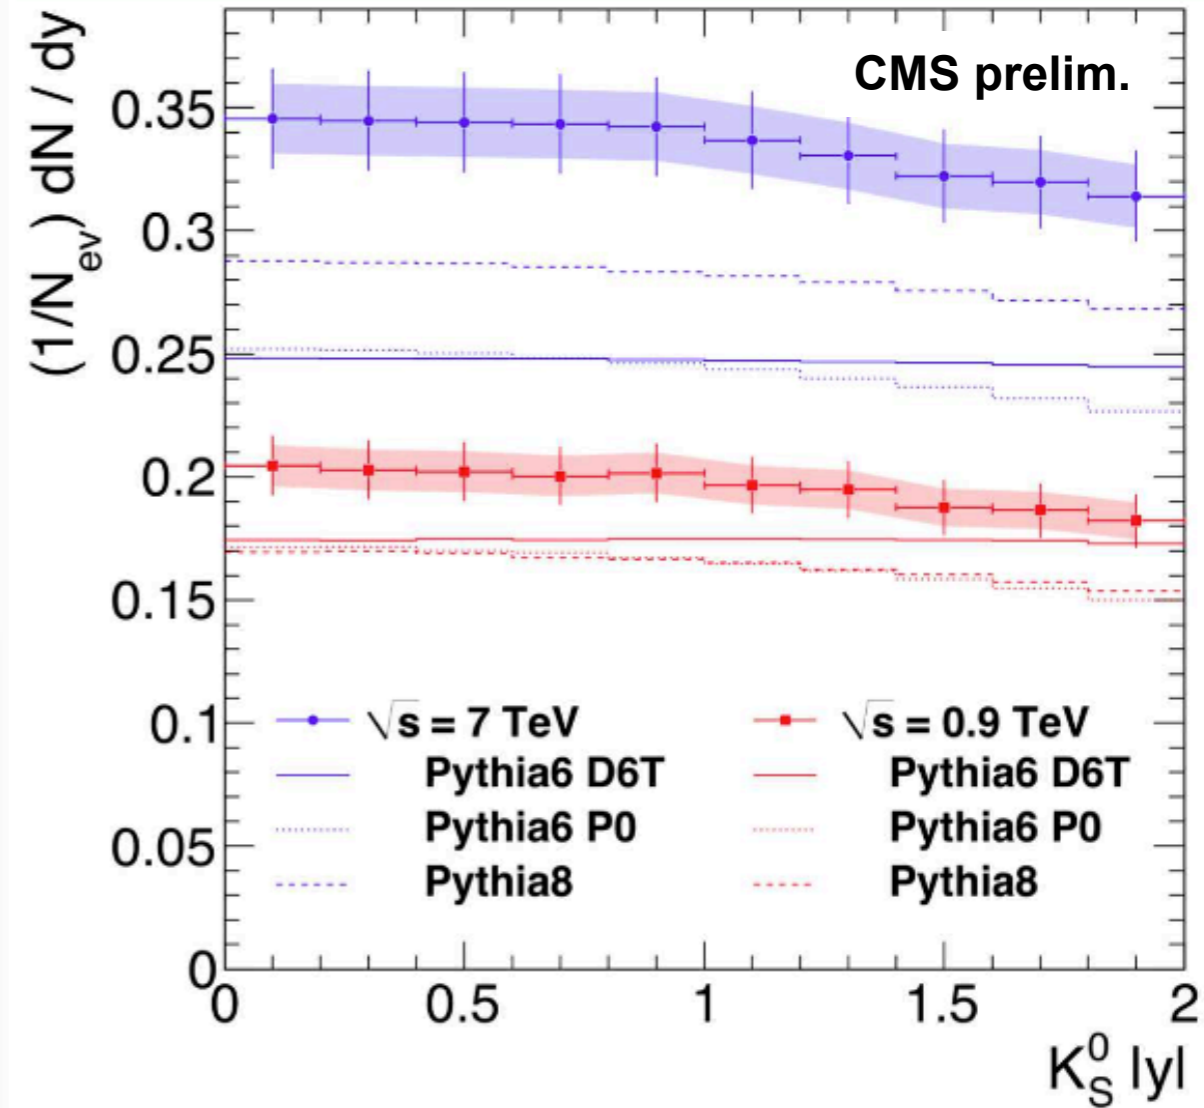 (1/N_ev) dN / dy
CMS prelim.
0.35
0.3
0.25
0.2
0.15
0.1
0.05
0
√s = 7 TeV
Pythia6 D6T
Pythia6 P0
Pythia8
√s = 0.9 TeV
Pythia6 D6T
Pythia6 P0
Pythia8
0 0.5 1 1.5 2
K_S^0 |y|